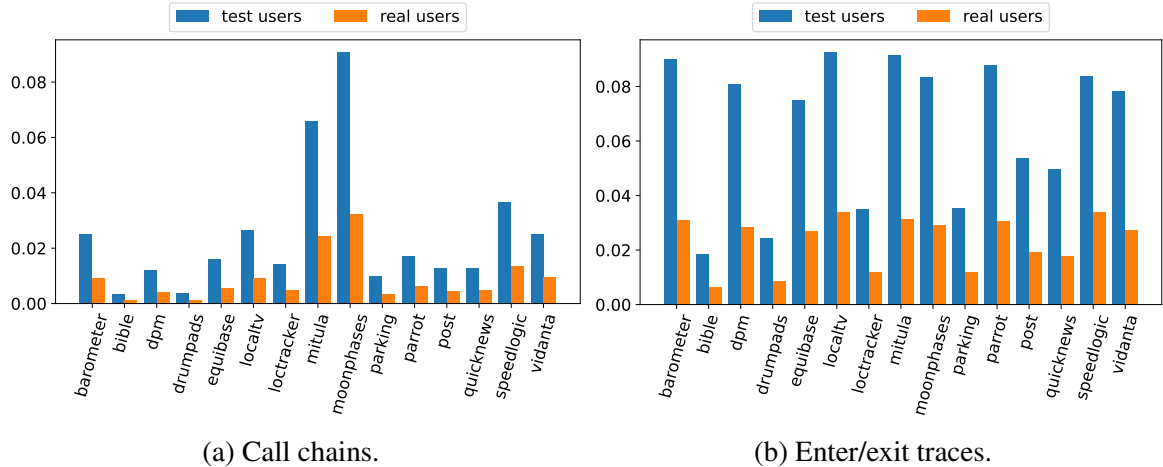 test users real users
0.08
0.06
0.04
0.02
0.00
barometer
bible
dpm
drumpads
equibase
localtv
loctracker
mitula
moonphases
parking
parrot
post
quicknews
speedlogic
vidanta
(a) Call chains.
test users real users
0.08
0.06
0.04
0.02
0.00
barometer
bible
dpm
drumpads
equibase
localtv
loctracker
mitula
moonphases
parking
parrot
post
quicknews
speedlogic
vidanta
(b) Enter/exit traces.